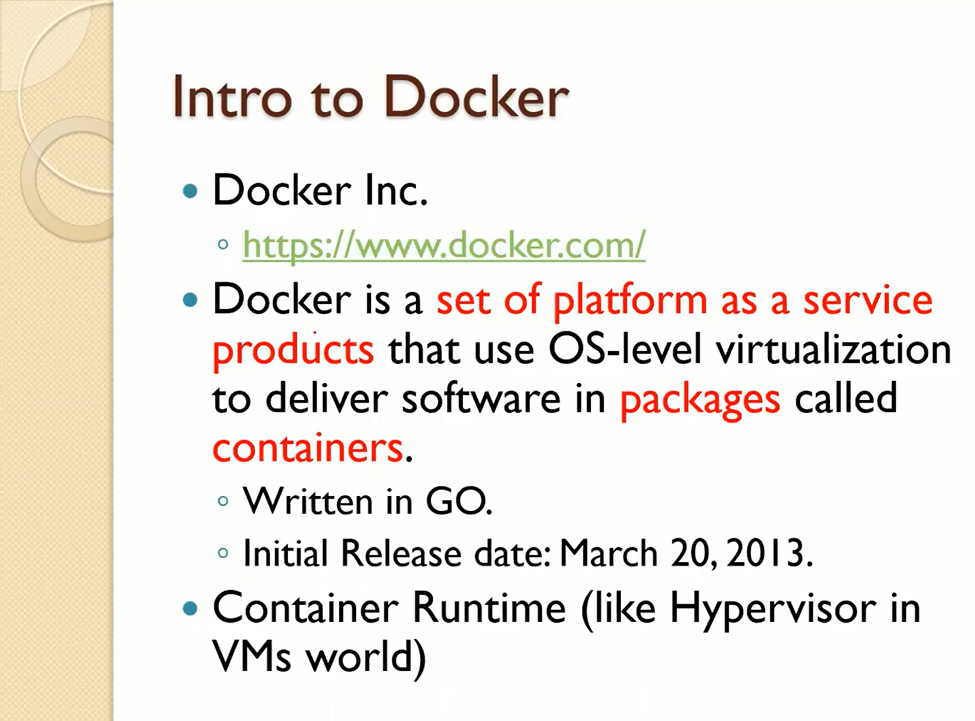 Intro to Docker
• Docker Inc.
◦ https://www.docker.com/
• Docker is a set of platform as a service
products that use OS-level virtualization
to deliver software in packages called
containers.
◦ Written in GO.
◦ Initial Release date: March 20, 2013.
• Container Runtime (like Hypervisor in
VMs world)